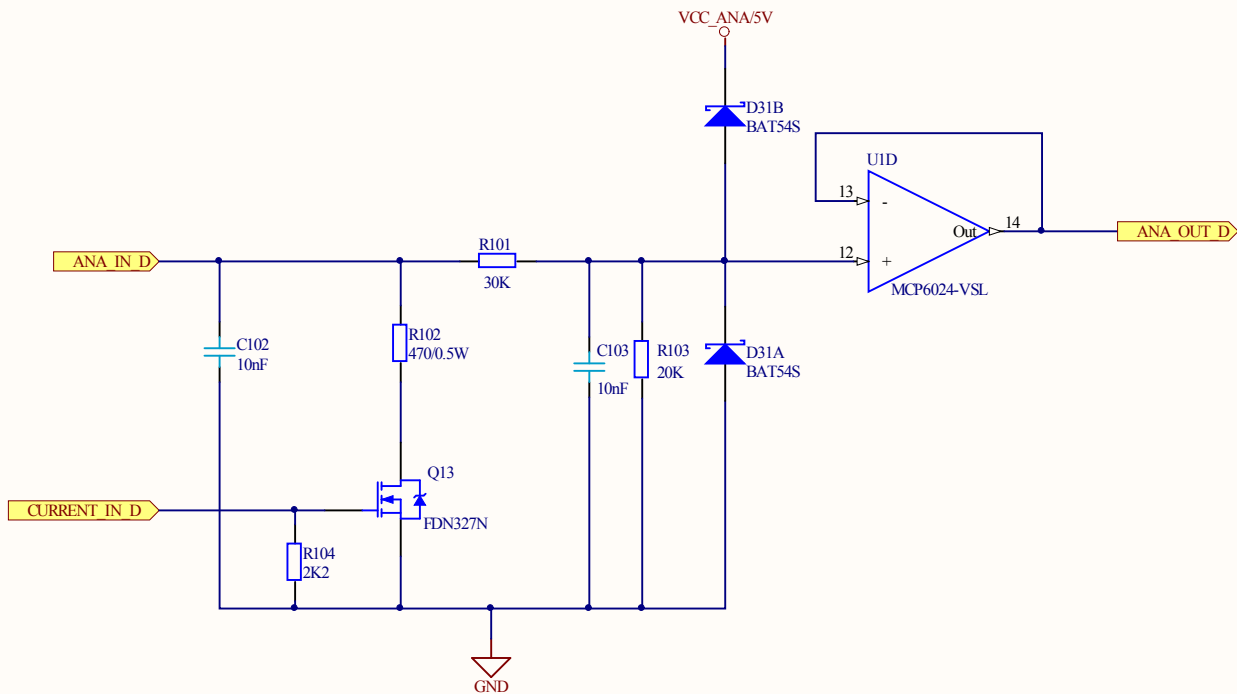 VCC_ANA/5V
D31B
BAT54S
U1D
13
-
14
Out
ANA_OUT_D
12
+
MCP6024-VSL
ANA_IN_D
R101
30K
C102
10nF
R102
470/0.5W
C103
10nF
R103
20K
D31A
BAT54S
Q13
FDN327N
CURRENT_IN_D
R104
2K2
GND